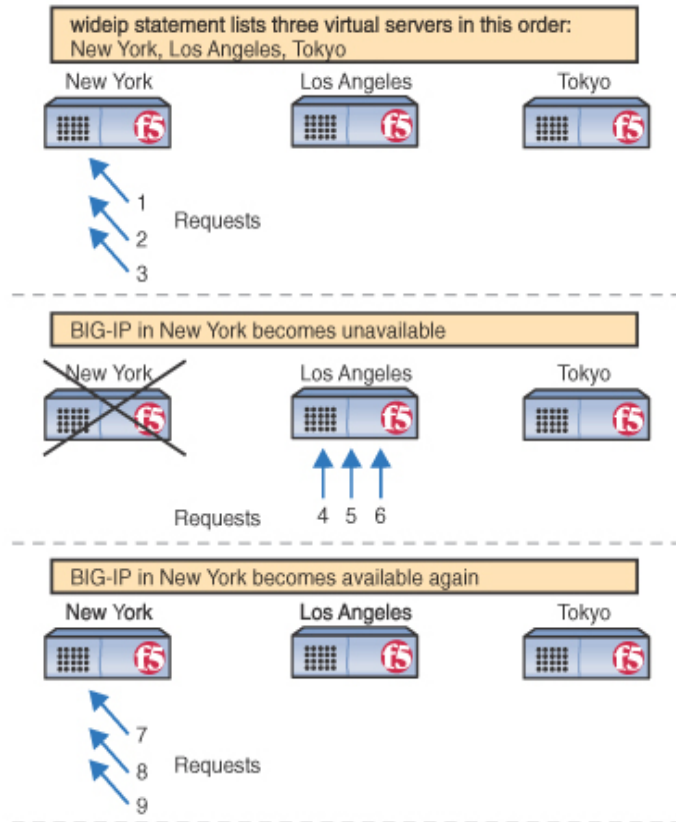 wideip statement lists three virtual servers in this order:
New York, Los Angeles, Tokyo
New York Los Angeles Tokyo
f5 f5 f5
1
Requests
2
3
BIG-IP in New York becomes unavailable
New York Los Angeles Tokyo
f5 f5 f5
Requests 4 5 6
BIG-IP in New York becomes available again
New York Los Angeles Tokyo
f5 f5 f5
7
8 Requests
9